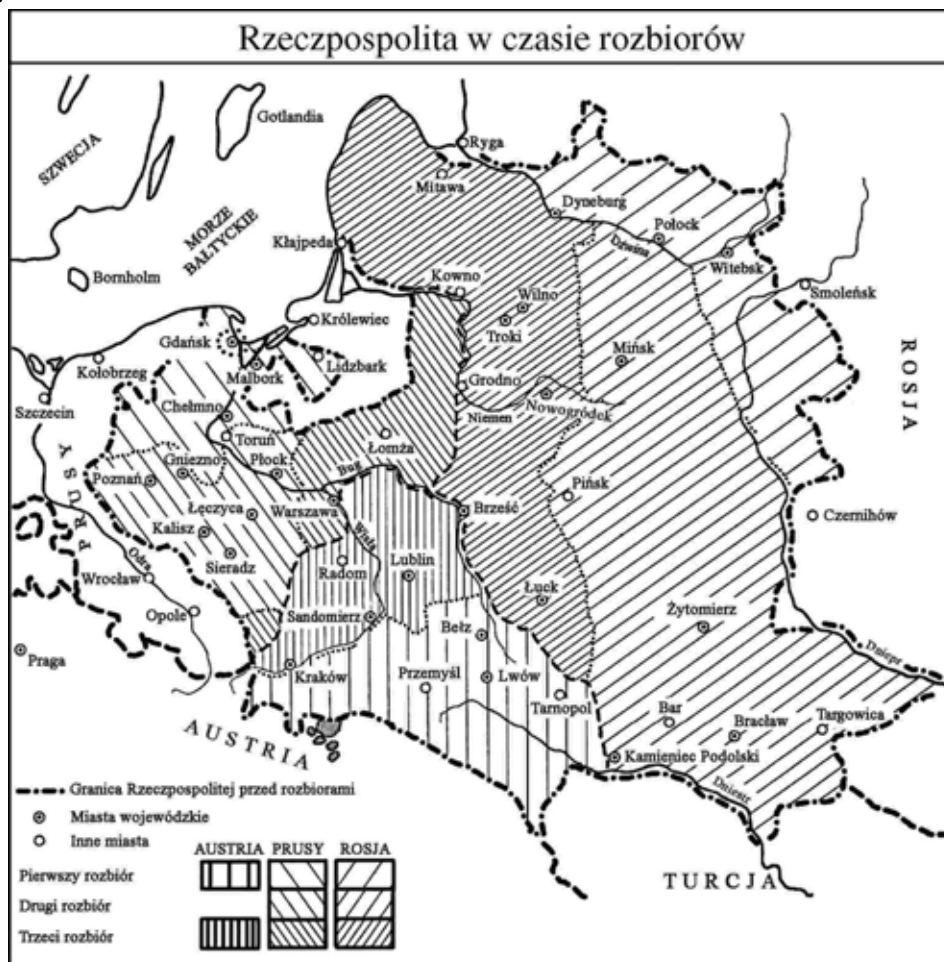 Rzeczpospolita w czasie rozbiorów
Gotlandia
SZWECJA
Ryga
Mitawa
MORZE
BAŁTYCKIE
Dyneburg
Połock
Dźwina
Kłajpeda
Witebsk
Bornholm
Kowno
Smoleńsk
Wilno
Królewiec
Troki
Gdańsk
Mińsk
ROSJA
Kołobrzeg
Malbork
Lidzbark
Grodno
Szczecin
Nowogródek
Chełmno
Niemen
Toruń
Łomża
PRUSY
Gniezno
Płock
Bug
Poznań
Pińsk
Łęczyca
Warszawa
Brześć
Czernihów
Kalisz
Wisła
Lublin
Odra
Sieradz
Radom
Wrocław
Łuck
Opole
Sandomierz
Żytomierz
Bełz
Praga
Dniepr
Kraków
Przemyśl
Lwów
Tarnopol
Bar
Targowica
Bracław
AUSTRIA
Kamieniec Podolski
Dniestr
TURCJA
Granica Rzeczpospolitej przed rozbiorami
Miasta wojewódzkie
Inne miasta
AUSTRIA PRUSY ROSJA
Pierwszy rozbiór
Drugi rozbiór
Trzeci rozbiór